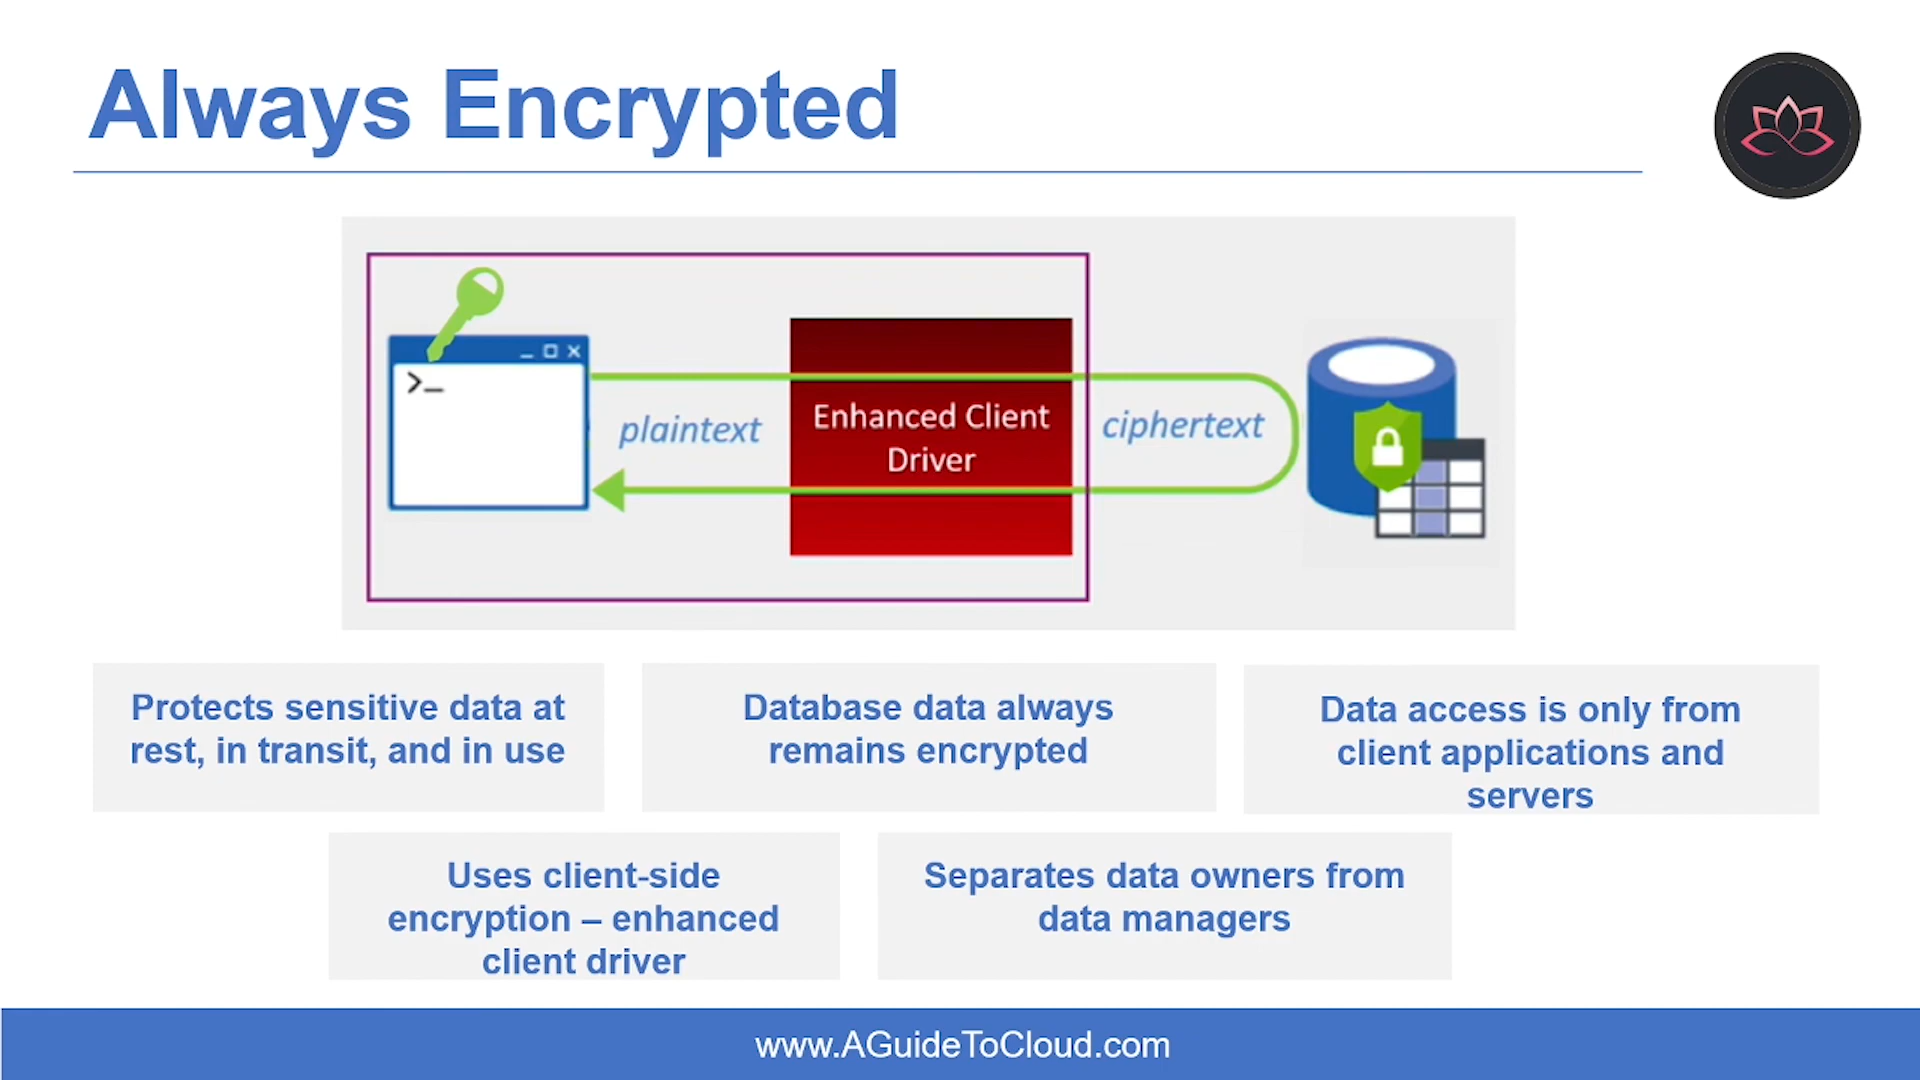 Always Encrypted
>_
plaintext
Enhanced Client
Driver
ciphertext
Protects sensitive data at
rest, in transit, and in use
Database data always
remains encrypted
Data access is only from
client applications and
servers
Uses client-side
encryption – enhanced
client driver
Separates data owners from
data managers
www.AGuideToCloud.com